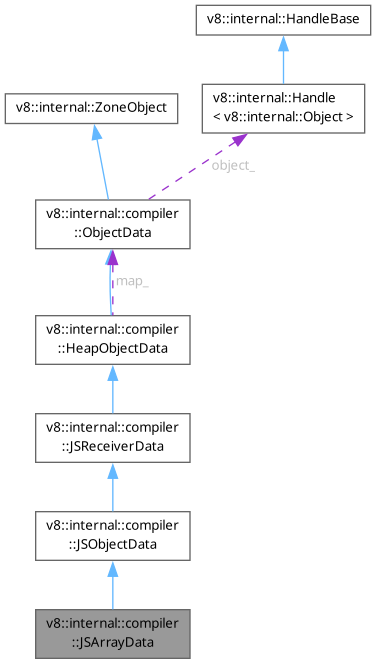 v8::internal::HandleBase
v8::internal::ZoneObject
v8::internal::Handle
< v8::internal::Object >
object_
v8::internal::compiler
::ObjectData
map_
v8::internal::compiler
::HeapObjectData
v8::internal::compiler
::JSReceiverData
v8::internal::compiler
::JSObjectData
v8::internal::compiler
::JSArrayData